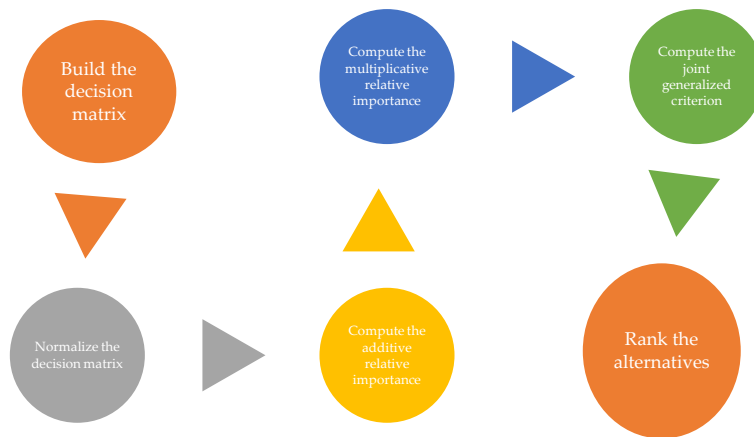 Build the
decision
matrix
Normalize the
decision matrix
Compute the
additive
relative
importance
Compute the
multiplicative
relative
importance
Compute the
joint
generalized
criterion
Rank the
alternatives